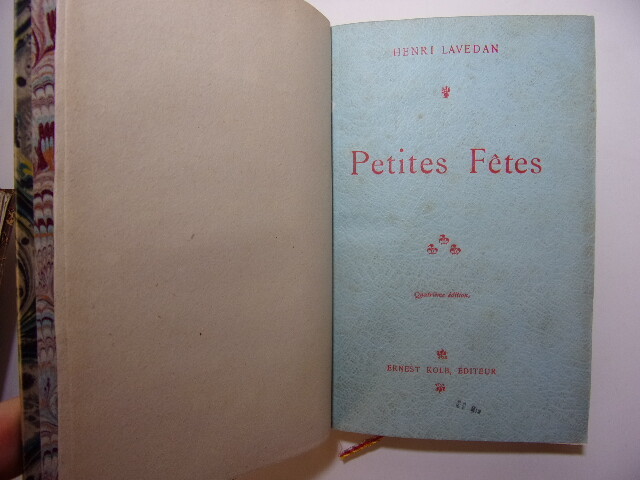 HENRI LAVEDAN
Petites Fêtes
Quatrième édition.
ERNEST KOLB, ÉDITEUR